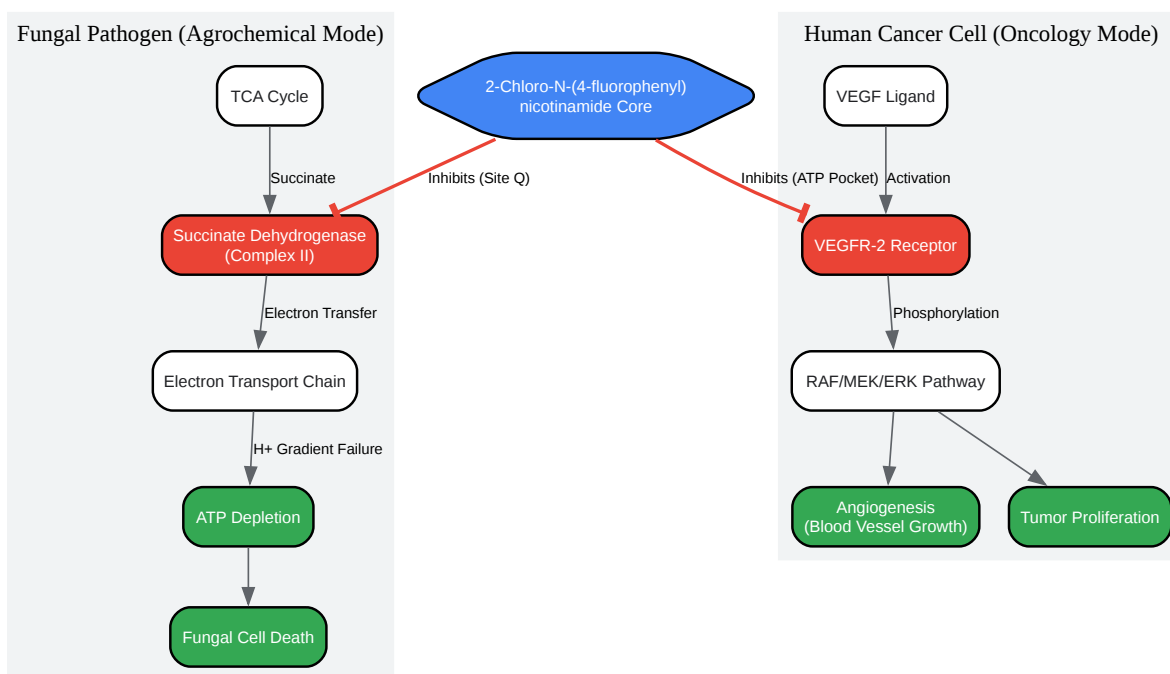 Fungal Pathogen (Agrochemical Mode)
TCA Cycle
Succinate
Succinate Dehydrogenase
(Complex II)
Electron Transfer
Electron Transport Chain
H+ Gradient Failure
ATP Depletion
Fungal Cell Death
2-Chloro-N-(4-fluorophenyl)
nicotinamide Core
Inhibits (Site Q)
Inhibits (ATP Pocket)
Human Cancer Cell (Oncology Mode)
VEGF Ligand
Activation
VEGFR-2 Receptor
Phosphorylation
RAF/MEK/ERK Pathway
Angiogenesis
(Blood Vessel Growth)
Tumor Proliferation